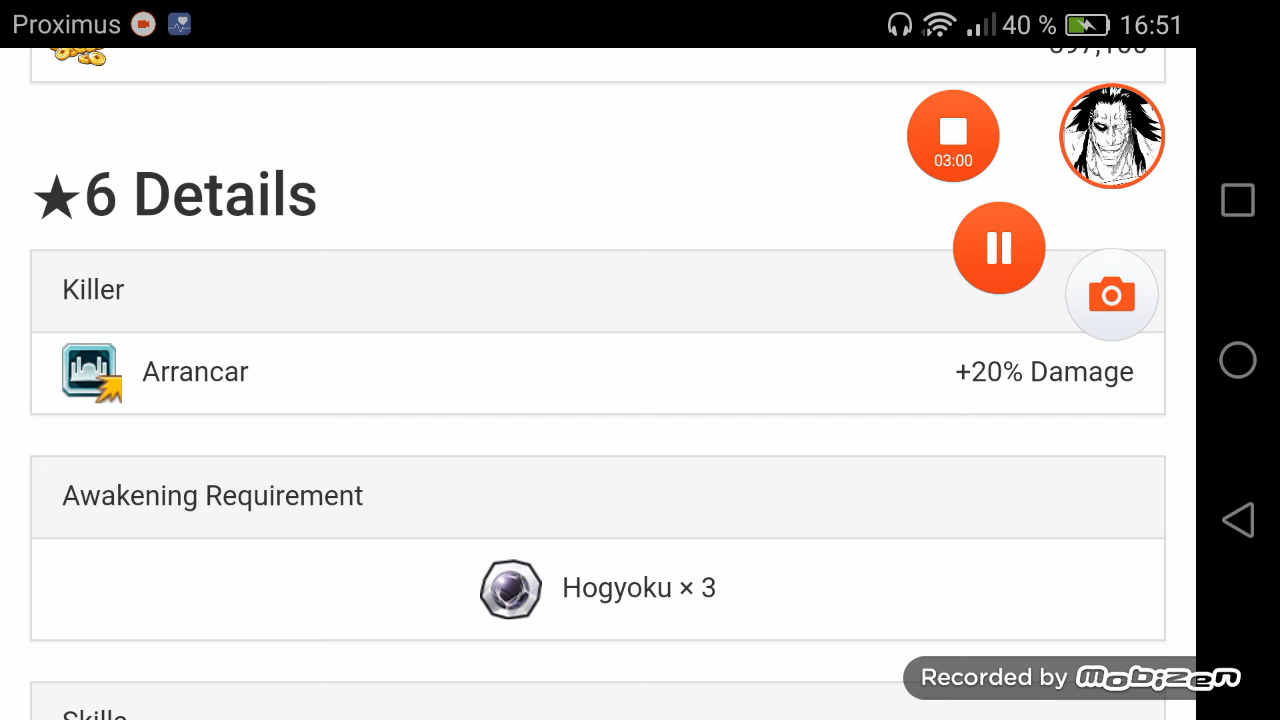 Proximus 40 % 16:51
03:00
★6 Details
Killer
Arrancar +20% Damage
Awakening Requirement
Hogyoku × 3
Recorded by mobizen
Skills